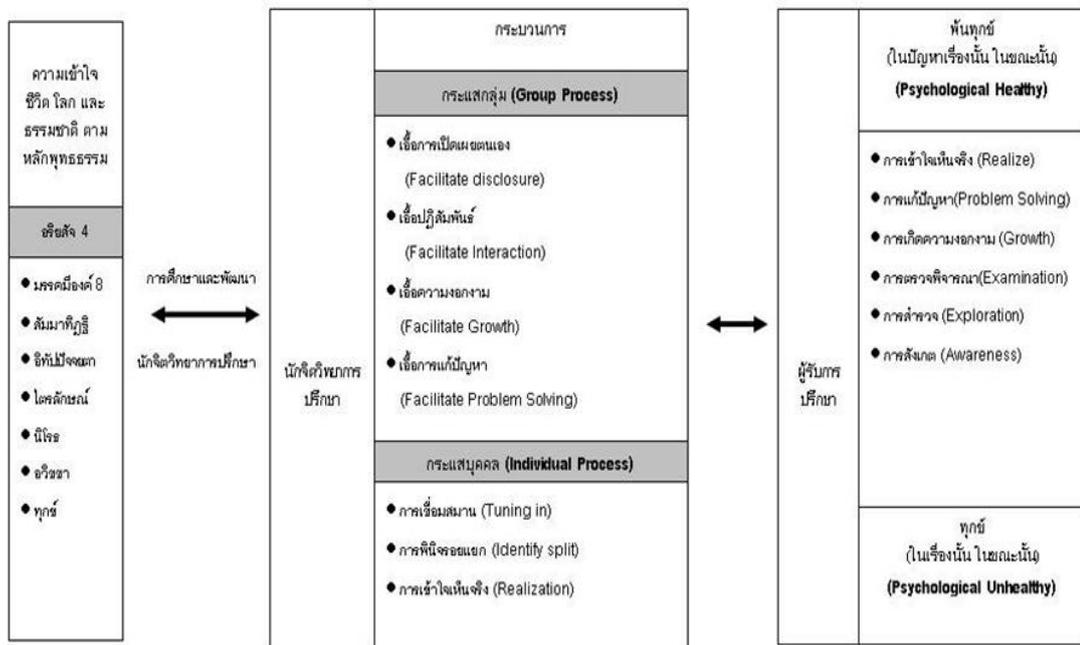 ความเข้าใจ
ชีวิต โลก และ
ธรรมชาติ ตาม
หลักพุทธธรรม
อริยสัจ 4
● มรรคมีองค์ 8
● สัมมาทิฏฐิ
● อิทัปปัจจยตา
● ไตรลักษณ์
● นิโรธ
● อวิชชา
● ทุกข์
การศึกษาและพัฒนา
นักจิตวิทยาการปรึกษา
นักจิตวิทยาการ
ปรึกษา
กระบวนการ
กระแสกลุ่ม (Group Process)
● เอื้อการเปิดเผยตนเอง
(Facilitate disclosure)
● เอื้อปฏิสัมพันธ์
(Facilitate Interaction)
● เอื้อความงอกงาม
(Facilitate Growth)
● เอื้อการแก้ปัญหา
(Facilitate Problem Solving)
กระแสบุคคล (Individual Process)
● การเชื่อมสมาน (Tuning in)
● การพินิจรอยแยก (Identify split)
● การเข้าใจเห็นจริง (Realization)
ผู้รับการ
ปรึกษา
พ้นทุกข์
(ในปัญหาเรื่องนั้น ในขณะนั้น)
(Psychological Healthy)
● การเข้าใจเห็นจริง (Realize)
● การแก้ปัญหา(Problem Solving)
● การเกิดความงอกงาม (Growth)
● การตรวจพิจารณา(Examination)
● การสำรวจ (Exploration)
● การสังเกต (Awareness)
ทุกข์
(ในเรื่องนั้น ในขณะนั้น)
(Psychological Unhealthy)